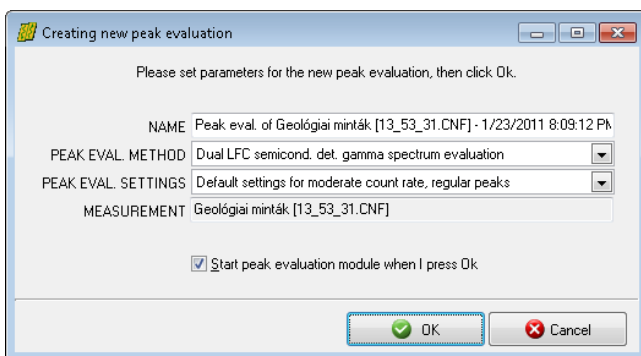 Creating new peak evaluation
Please set parameters for the new peak evaluation, then click Ok.
NAME Peak eval. of Geológiai minták [13_53_31.CNF] - 1/23/2011 8:09:12 PM
PEAK EVAL. METHOD Dual LFC semicond. det. gamma spectrum evaluation
PEAK EVAL. SETTINGS Default settings for moderate count rate, regular peaks
MEASUREMENT Geológiai minták [13_53_31.CNF]
Start peak evaluation module when I press Ok
OK Cancel